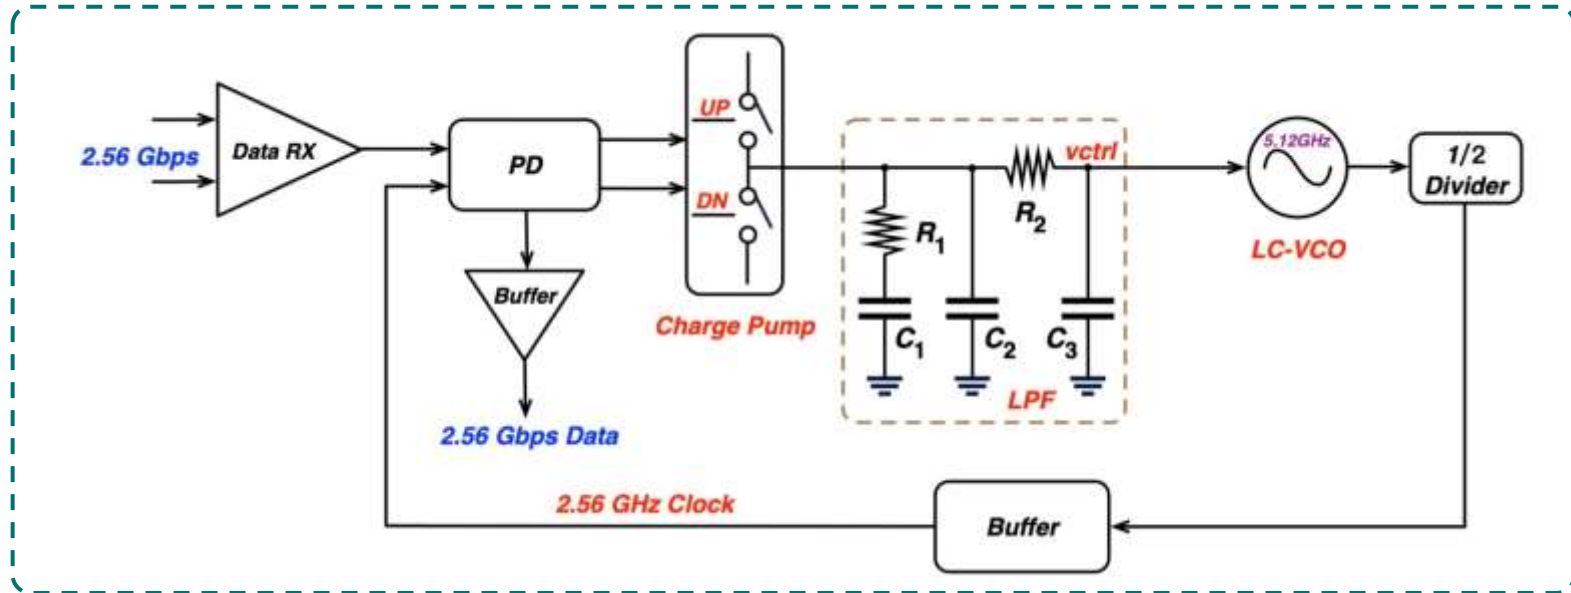 2.56 Gbps
Data RX
PD
Buffer
2.56 Gbps Data
UP
DN
Charge Pump
R1
C1
C2
R2
C3
vctrl
LPF
5.12GHz
LC-VCO
1/2
Divider
2.56 GHz Clock
Buffer